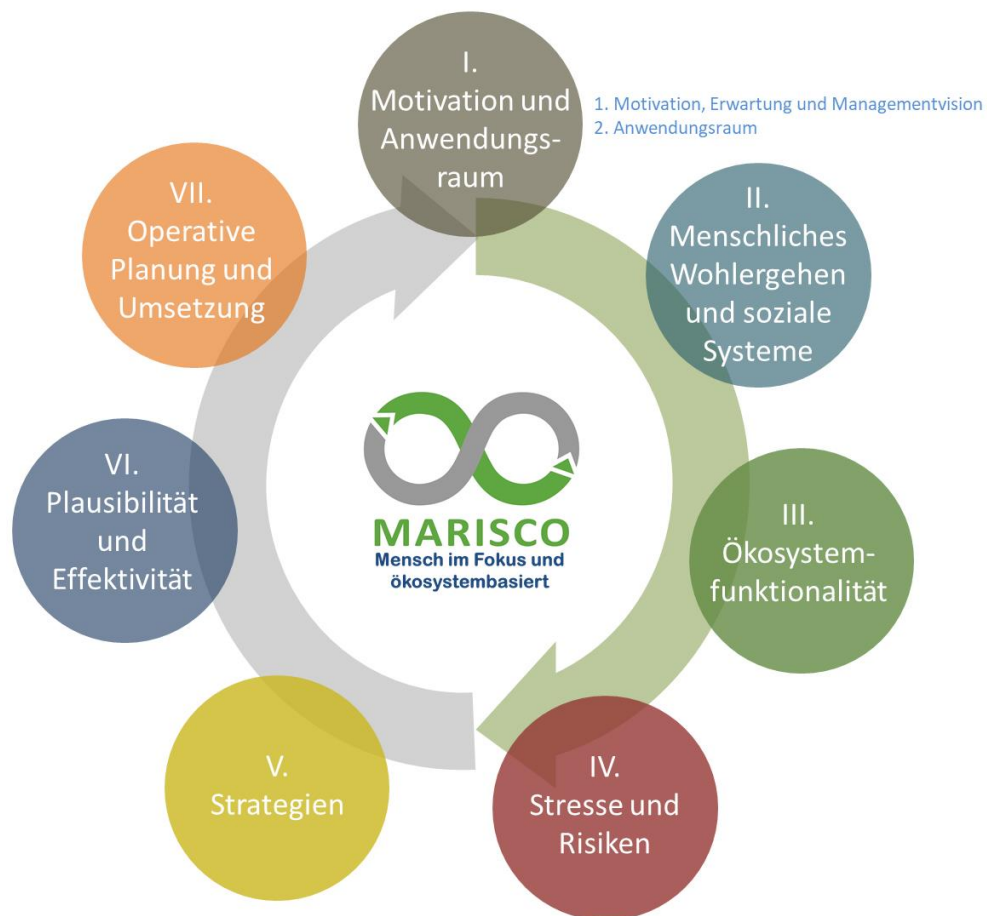 I.
Motivation und
Anwendungs-
raum
1. Motivation, Erwartung und Managementvision
2. Anwendungsraum
II.
Menschliches
Wohlergehen
und soziale
Systeme
III.
Ökosystem-
funktionalität
IV.
Stresse und
Risiken
V.
Strategien
VI.
Plausibilität
und
Effektivität
VII.
Operative
Planung und
Umsetzung
MARISCO
Mensch im Fokus und
ökosystembasiert